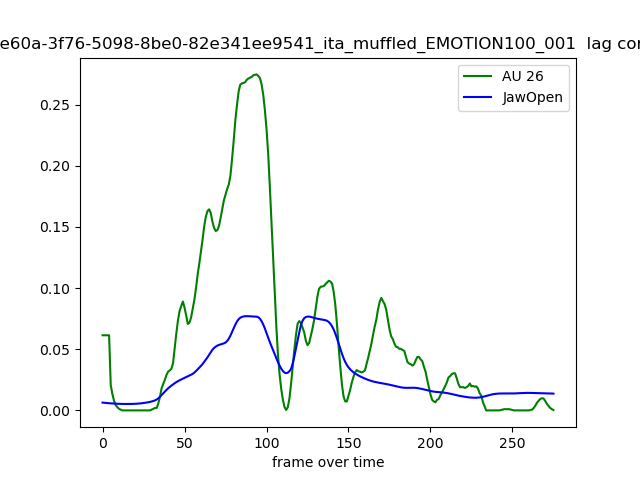 e60a-3f76-5098-8be0-82e341ee9541_ita_muffled_EMOTION100_001 lag
AU 26
JawOpen
0.25
0.20
0.15
0.10
0.05
0.00
0 50 100 150 200 250
frame over time